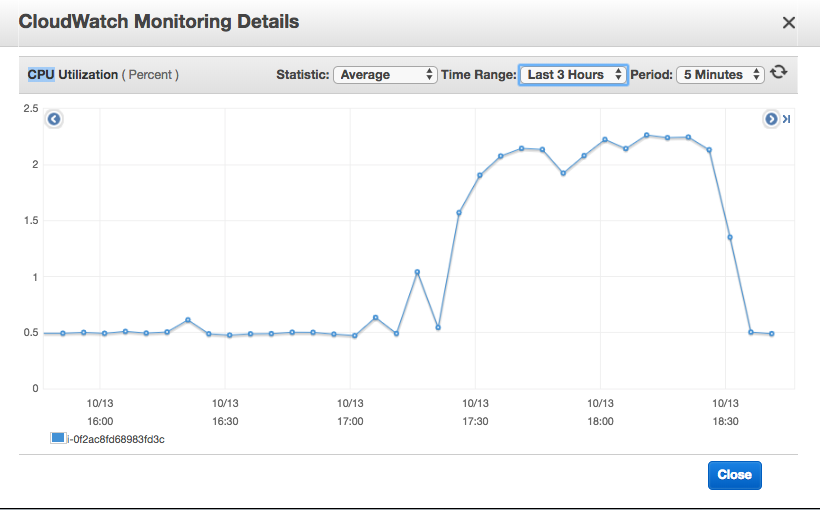 CloudWatch Monitoring Details
CPU Utilization ( Percent ) Statistic: Average Time Range: Last 3 Hours Period: 5 Minutes
2.5
2
1.5
1
0.5
0
10/13 10/13 10/13 10/13 10/13 10/13
16:00 16:30 17:00 17:30 18:00 18:30
i-0f2ac8fd68983fd3c
Close